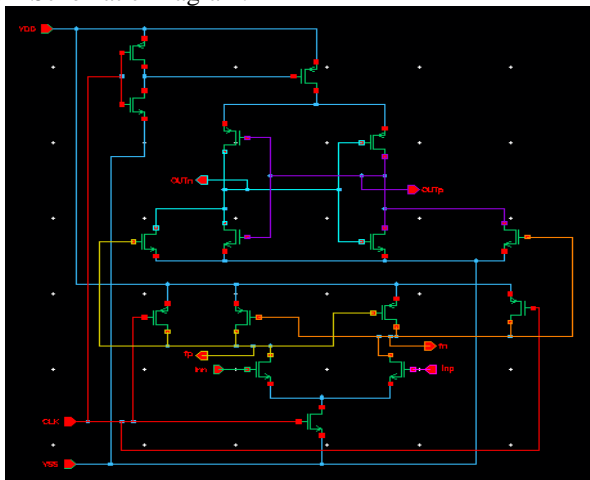 VDD
OUTn
OUTp
fp
fn
Inn
Inp
CLK
VSS